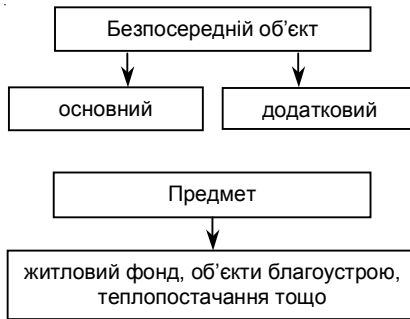 Безпосередній об’єкт
основний
додатковий
Предмет
житловий фонд, об’єкти благоустрою,
теплопостачання тощо